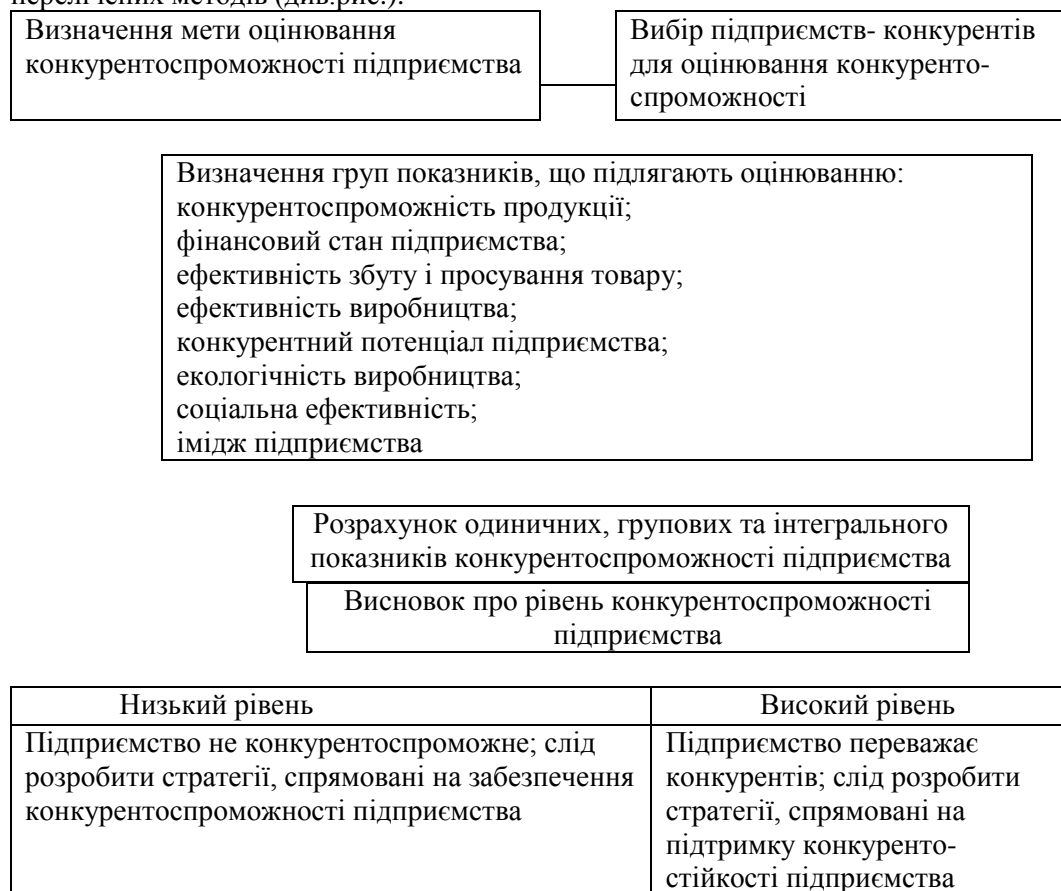 перелічених методів (див.рис.).
Визначення мети оцінювання
конкурентоспроможності підприємства
Вибір підприємств- конкурентів
для оцінювання конкуренто-
спроможності
Визначення груп показників, що підлягають оцінюванню:
конкурентоспроможність продукції;
фінансовий стан підприємства;
ефективність збуту і просування товару;
ефективність виробництва;
конкурентний потенціал підприємства;
екологічність виробництва;
соціальна ефективність;
імідж підприємства
Розрахунок одиничних, групових та інтегрального
показників конкурентоспроможності підприємства
Висновок про рівень конкурентоспроможності
підприємства
Низький рівень
Підприємство не конкурентоспроможне; слід
розробити стратегії, спрямовані на забезпечення
конкурентоспроможності підприємства
Високий рівень
Підприємство переважає
конкурентів; слід розробити
стратегії, спрямовані на
підтримку конкуренто-
стійкості підприємства